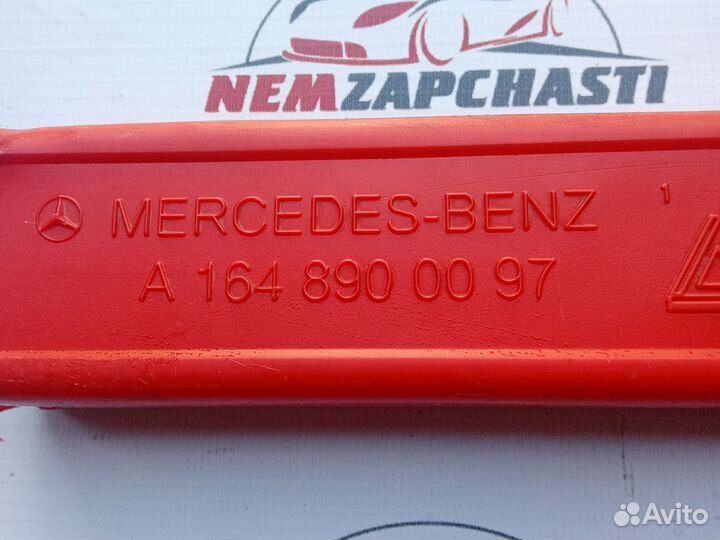 NEMZAPCHASTI
MERCEDES-BENZ
1
A 164 890 00 97
Avito